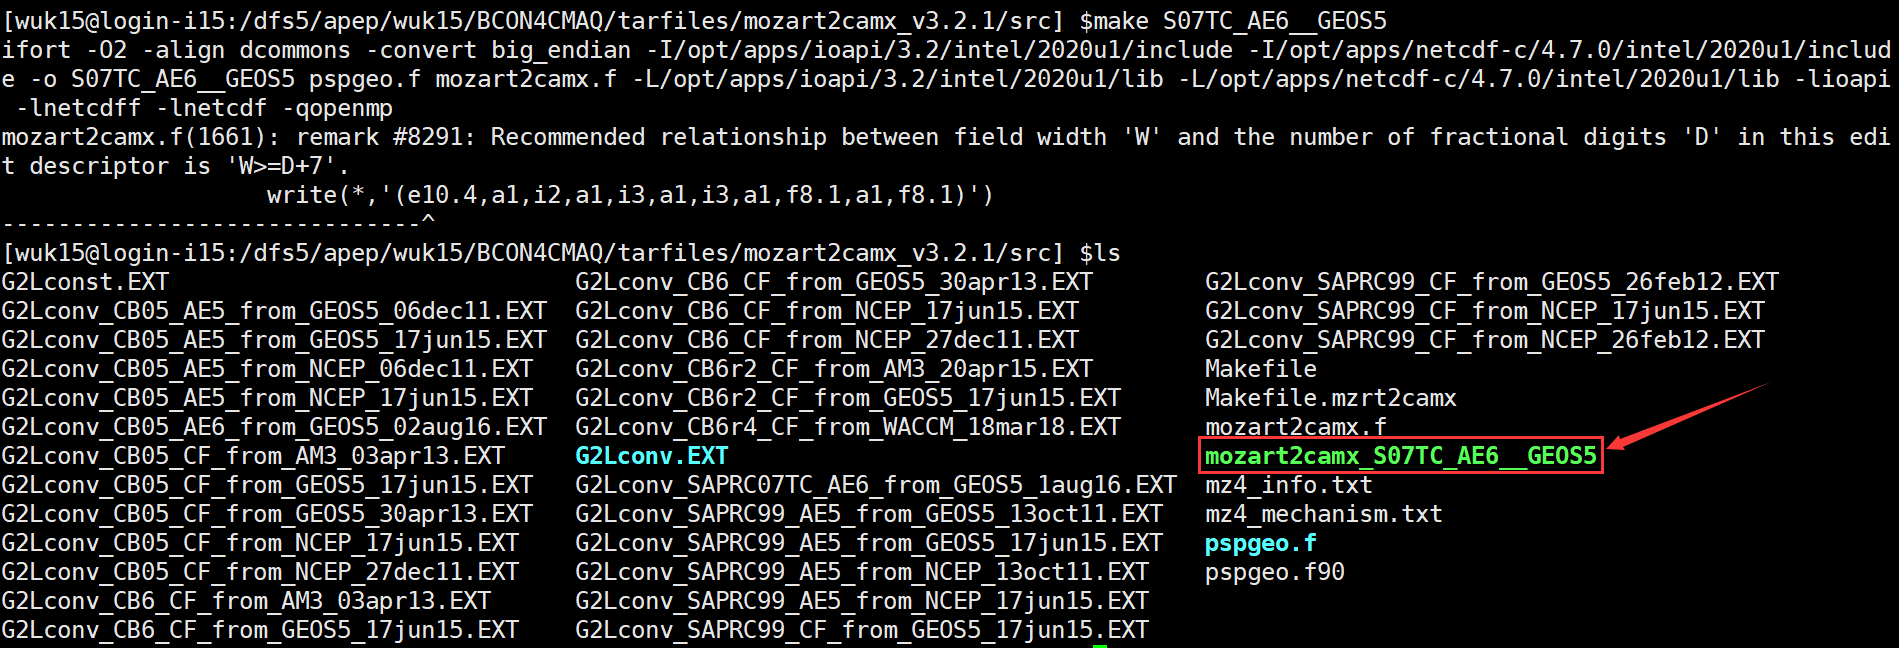 [wuk15@login-i15:/dfs5/apep/wuk15/BCON4CMAQ/tarfiles/mozart2camx_v3.2.1/src] $make S07TC_AE6__GEOS5
ifort -O2 -align dcommons -convert big_endian -I/opt/apps/ioapi/3.2/intel/2020u1/include -I/opt/apps/netcdf-c/4.7.0/intel/2020u1/includ
e -o S07TC_AE6__GEOS5 pspgeo.f mozart2camx.f -L/opt/apps/ioapi/3.2/intel/2020u1/lib -L/opt/apps/netcdf-c/4.7.0/intel/2020u1/lib -lioapi
 -lnetcdff -lnetcdf -qopenmp
mozart2camx.f(1661): remark #8291: Recommended relationship between field width 'W' and the number of fractional digits 'D' in this edi
t descriptor is 'W>=D+7'.
                   write(*,'(e10.4,a1,i2,a1,i3,a1,i3,a1,f8.1,a1,f8.1)')
------------------------------^
[wuk15@login-i15:/dfs5/apep/wuk15/BCON4CMAQ/tarfiles/mozart2camx_v3.2.1/src] $ls
G2Lconst.EXT                             G2Lconv_CB6_CF_from_GEOS5_30apr13.EXT        G2Lconv_SAPRC99_CF_from_GEOS5_26feb12.EXT
G2Lconv_CB05_AE5_from_GEOS5_06dec11.EXT  G2Lconv_CB6_CF_from_NCEP_17jun15.EXT         G2Lconv_SAPRC99_CF_from_NCEP_17jun15.EXT
G2Lconv_CB05_AE5_from_GEOS5_17jun15.EXT  G2Lconv_CB6_CF_from_NCEP_27dec11.EXT         G2Lconv_SAPRC99_CF_from_NCEP_26feb12.EXT
G2Lconv_CB05_AE5_from_NCEP_06dec11.EXT   G2Lconv_CB6r2_CF_from_AM3_20apr15.EXT        Makefile
G2Lconv_CB05_AE5_from_NCEP_17jun15.EXT   G2Lconv_CB6r2_CF_from_GEOS5_17jun15.EXT      Makefile.mzrt2camx
G2Lconv_CB05_AE6_from_GEOS5_02aug16.EXT  G2Lconv_CB6r4_CF_from_WACCM_18mar18.EXT      mozart2camx.f
G2Lconv_CB05_CF_from_AM3_03apr13.EXT     G2Lconv.EXT                                  mozart2camx_S07TC_AE6__GEOS5
G2Lconv_CB05_CF_from_GEOS5_17jun15.EXT   G2Lconv_SAPRC07TC_AE6_from_GEOS5_1aug16.EXT  mz4_info.txt
G2Lconv_CB05_CF_from_GEOS5_30apr13.EXT   G2Lconv_SAPRC99_AE5_from_GEOS5_13oct11.EXT   mz4_mechanism.txt
G2Lconv_CB05_CF_from_NCEP_17jun15.EXT    G2Lconv_SAPRC99_AE5_from_GEOS5_17jun15.EXT   pspgeo.f
G2Lconv_CB05_CF_from_NCEP_27dec11.EXT    G2Lconv_SAPRC99_AE5_from_NCEP_13oct11.EXT    pspgeo.f90
G2Lconv_CB6_CF_from_AM3_03apr13.EXT      G2Lconv_SAPRC99_AE5_from_NCEP_17jun15.EXT
G2Lconv_CB6_CF_from_GEOS5_17jun15.EXT    G2Lconv_SAPRC99_CF_from_GEOS5_17jun15.EXT